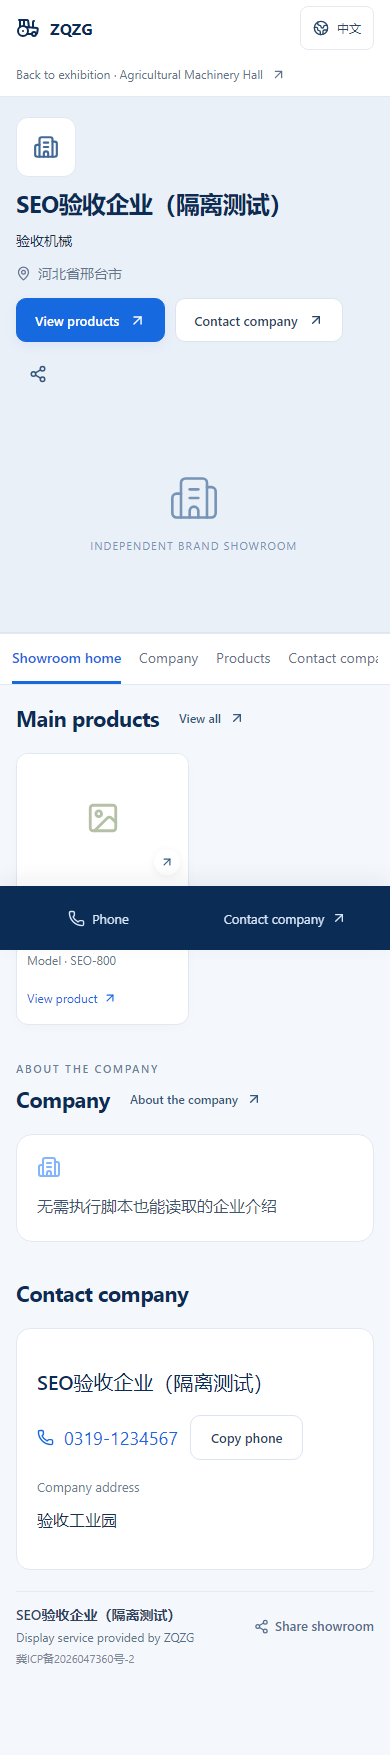 ZQZG
中文
Back to exhibition · Agricultural Machinery Hall
SEO验收企业（隔离测试）
验收机械
河北省邢台市
View products
Contact company
INDEPENDENT BRAND SHOWROOM
Showroom home
Company
Products
Contact compa
Main products
View all
Phone
Contact company
Model · SEO-800
View product
ABOUT THE COMPANY
Company
About the company
无需执行脚本也能读取的企业介绍
Contact company
SEO验收企业（隔离测试）
0319-1234567
Copy phone
Company address
验收工业园
SEO验收企业（隔离测试）
Display service provided by ZQZG
冀ICP备2026047360号-2
Share showroom